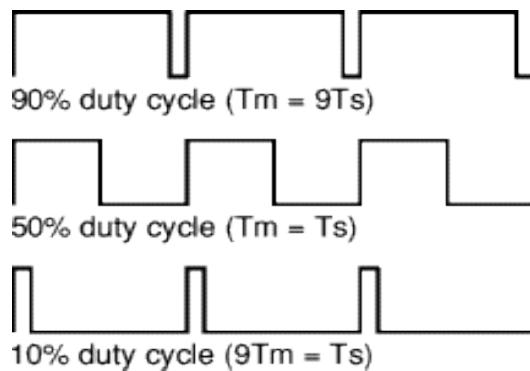 90% duty cycle (Tm = 9Ts)
50% duty cycle (Tm = Ts)
10% duty cycle (9Tm = Ts)